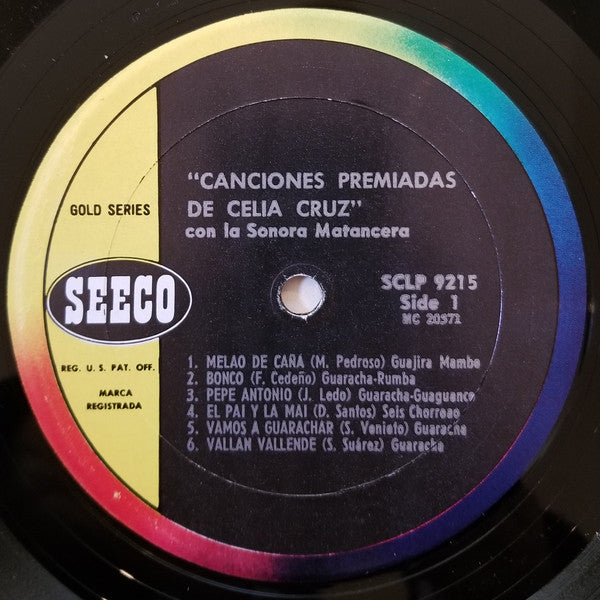 "CANCIONES PREMIADAS
DE CELIA CRUZ"
con la Sonora Matancera
GOLD SERIES
SEECO
REG. U. S. PAT. OFF.
MARCA
REGISTRADA
SCLP 9215
Side 1
MC 20371
1. MELAO DE CAÑA (M. Pedroso) Guajira Mambo
2. BONCO (F. Cedeño) Guaracha-Rumba
3. PEPE ANTONIO (J. Ledo) Guaracha-Guaguanco
4. EL PAI Y LA MAI (D. Santos) Seis Chorreao
5. VAMOS A GUARACHAR (S. Venieto) Guaracha
6. VALLAN VALLENDE (S. Suárez) Guaracha